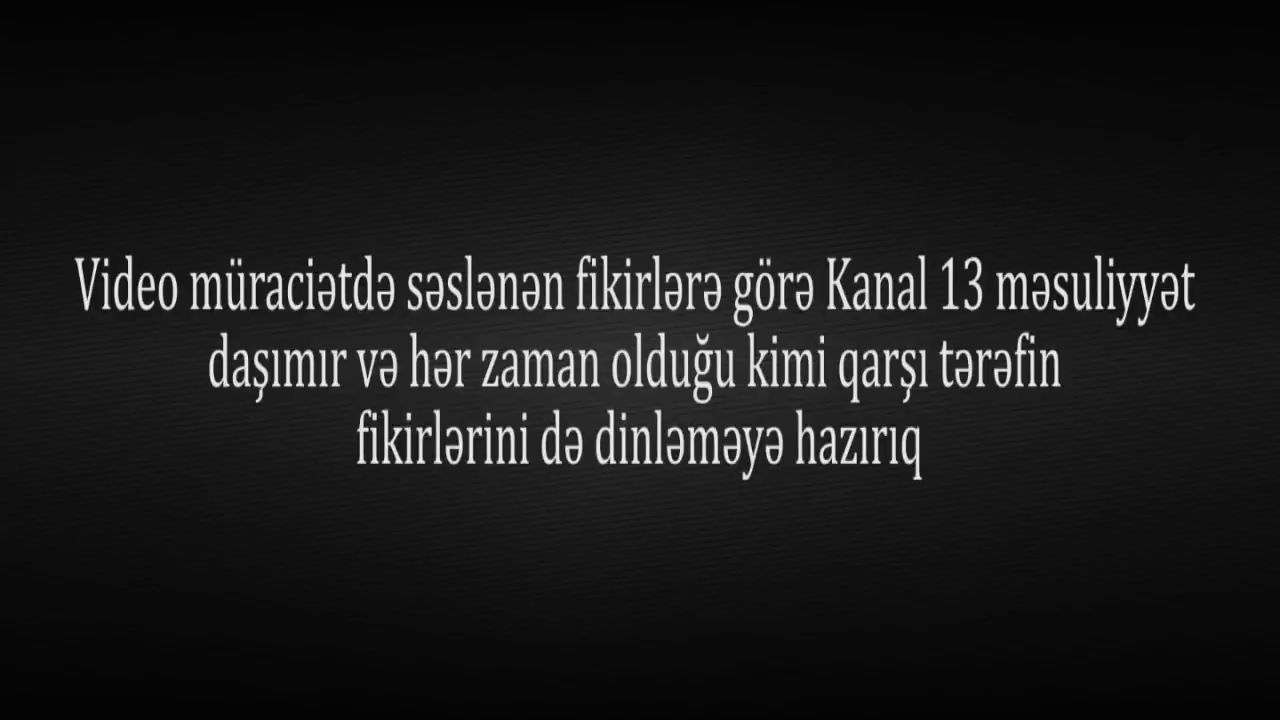 Video müraciətdə səslənən fikirlərə görə Kanal 13 məsuliyyət
daşımır və hər zaman olduğu kimi qarşı tərəfin
fikirlərini də dinləməyə hazırıq